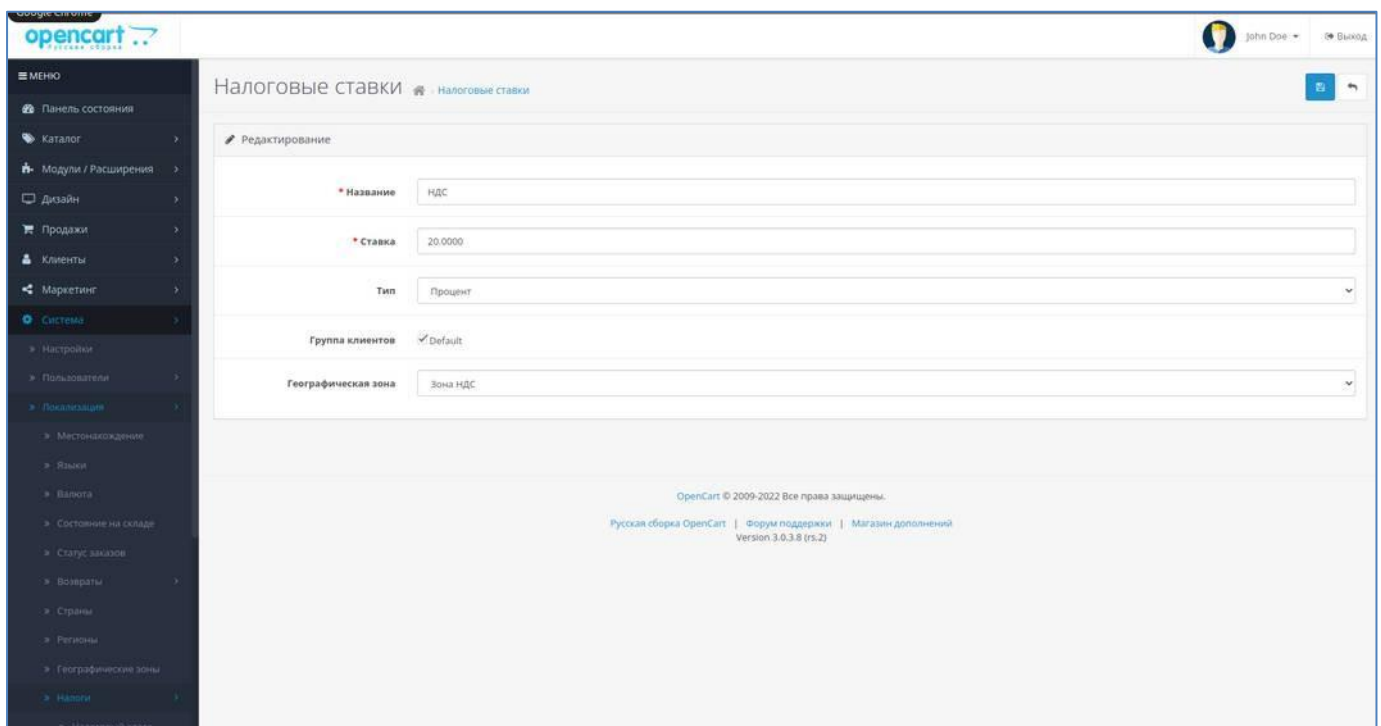 Google Chrome
opencart
Русская сборка
John Doe
Выход
МЕНЮ
Панель состояния
Каталог
Модули / Расширения
Дизайн
Продажи
Клиенты
Маркетинг
Система
» Настройки
» Пользователи
» Локализация
» Местонахождение
» Языки
» Валюта
» Состояние на складе
» Статус заказов
» Возвраты
» Страны
» Регионы
» Географические зоны
» Налоги
Налоговые ставки
Налоговые ставки
Редактирование
* Название
НДС
* Ставка
20.0000
Тип
Процент
Группа клиентов
Default
Географическая зона
Зона НДС
OpenCart © 2009-2022 Все права защищены.
Русская сборка OpenCart | Форум поддержки | Магазин дополнений
Version 3.0.3.8 (rs.2)